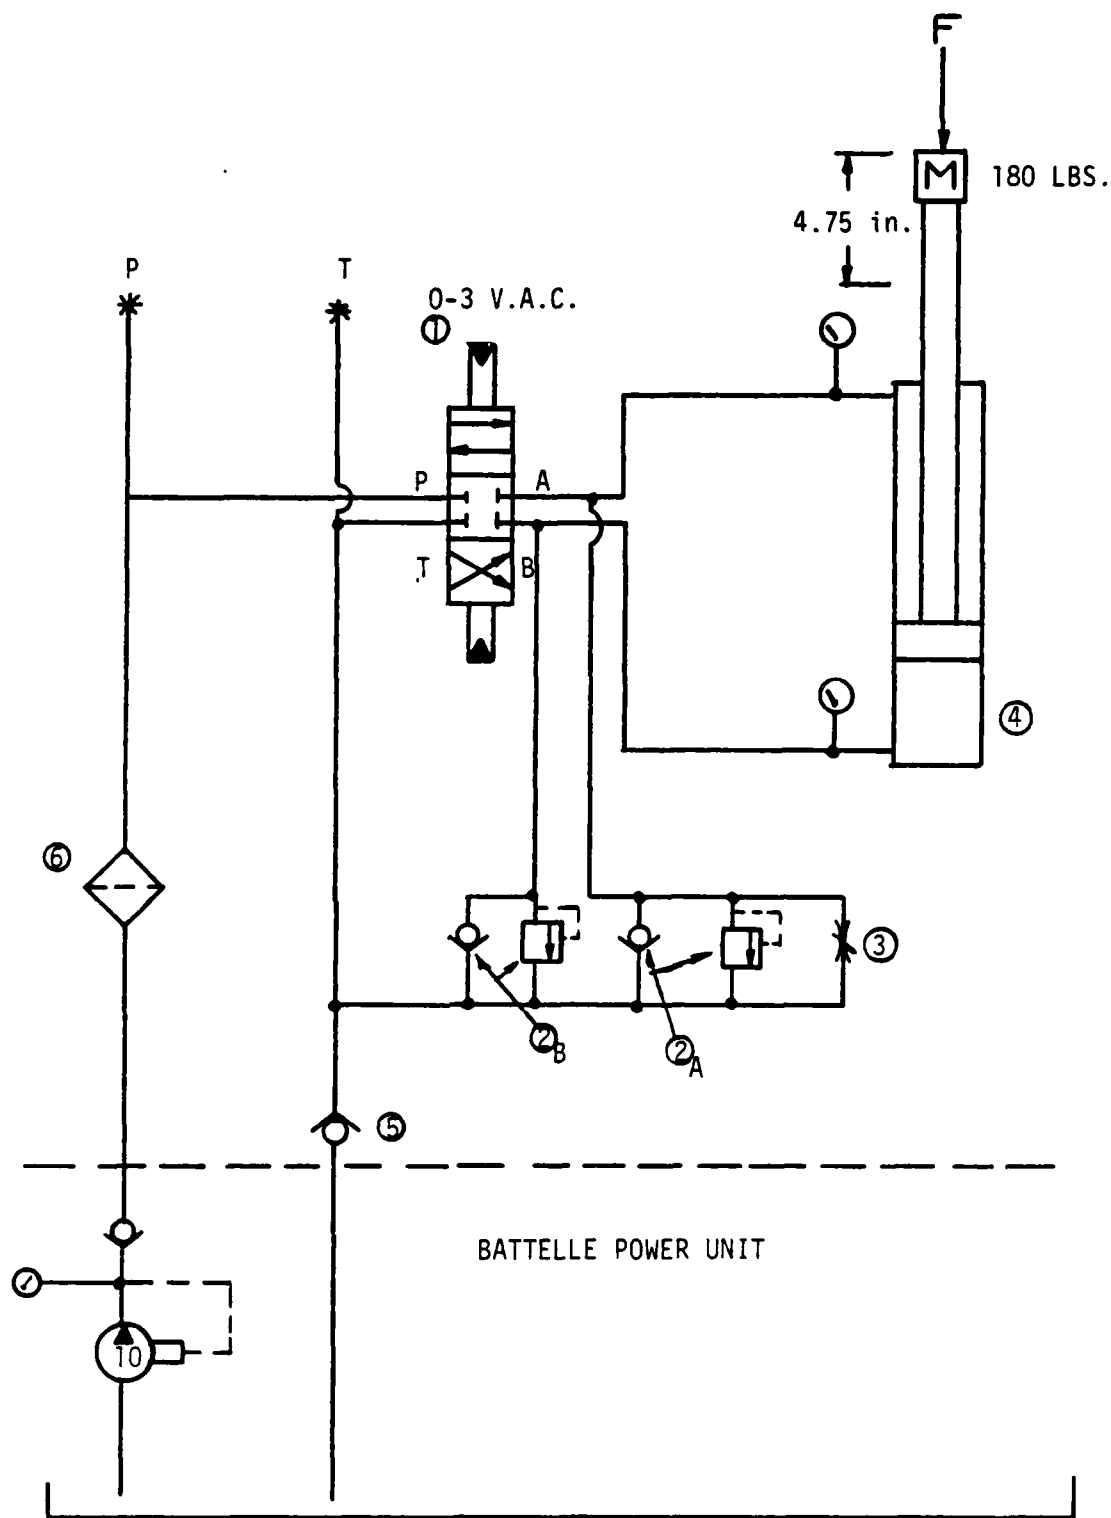 F
M 180 LBS.
4.75 in.
P
T
0-3 V.A.C.
1
P
A
T
B
4
6
3
2B
2A
5
BATTELLE POWER UNIT
10